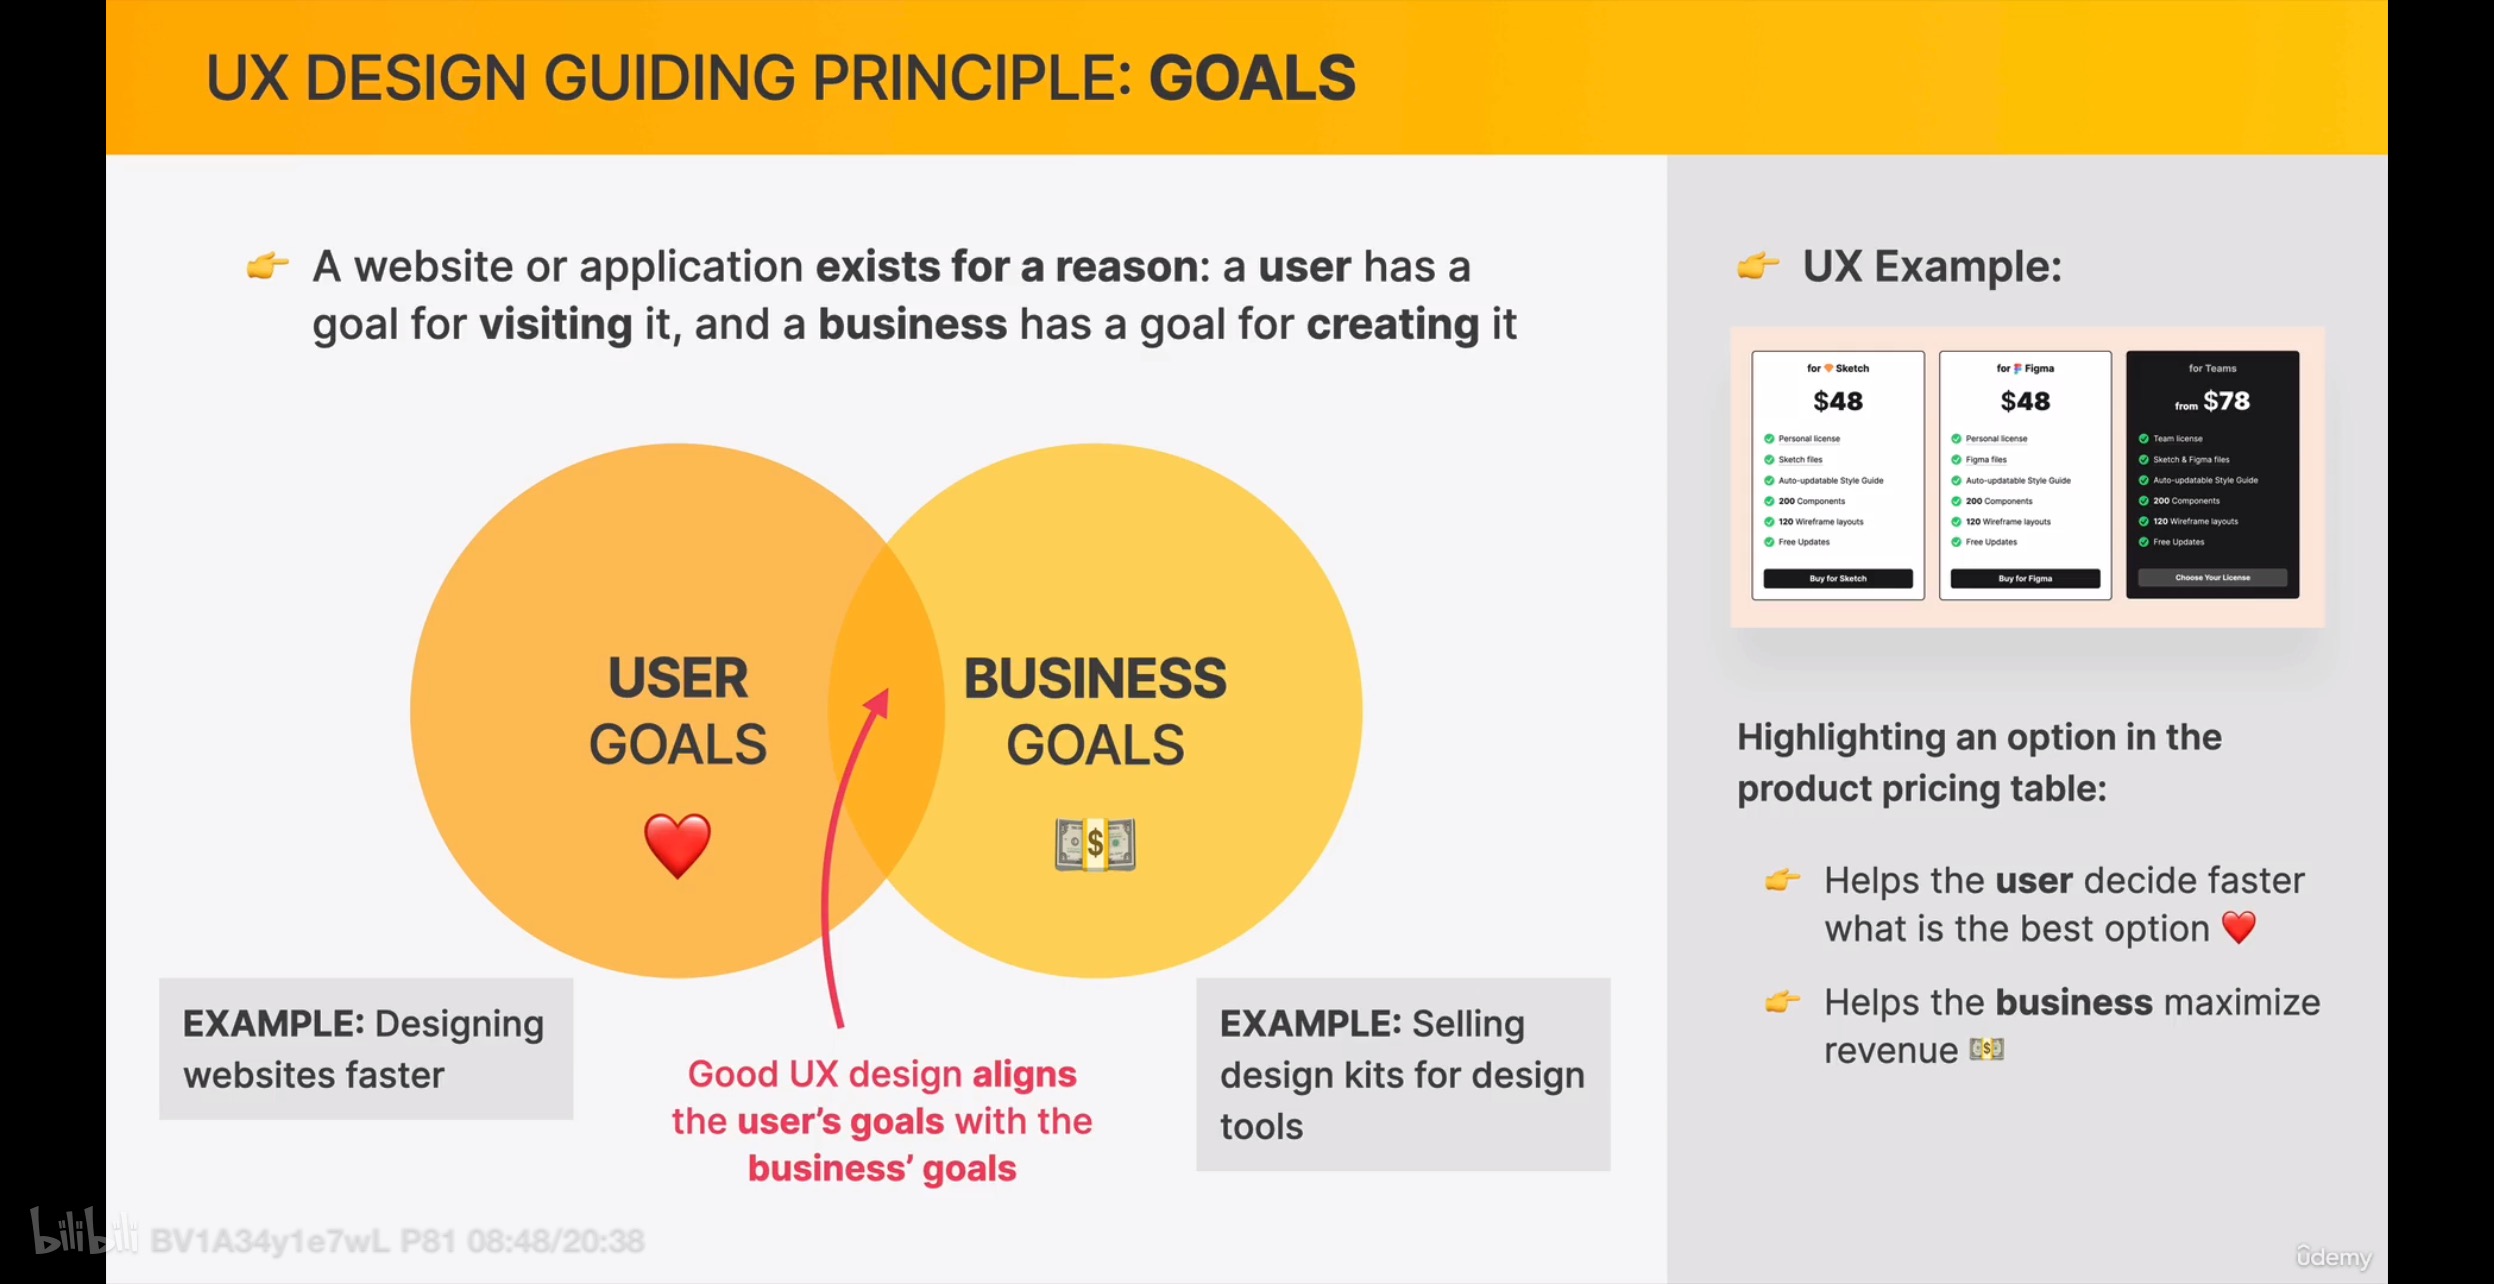 UX DESIGN GUIDING PRINCIPLE: GOALS
👉 A website or application exists for a reason: a user has a
goal for visiting it, and a business has a goal for creating it
USER
GOALS
BUSINESS
GOALS
EXAMPLE: Designing
websites faster
Good UX design aligns
the user’s goals with the
business’ goals
EXAMPLE: Selling
design kits for design
tools
👉 UX Example:
for Sketch
$48
Personal license
Sketch files
Auto-updatable Style Guide
200 Components
120 Wireframe layouts
Free Updates
Buy for Sketch
for Figma
$48
Personal license
Figma files
Auto-updatable Style Guide
200 Components
120 Wireframe layouts
Free Updates
Buy for Figma
for Teams
from $78
Team license
Sketch & Figma files
Auto-updatable Style Guide
200 Components
120 Wireframe layouts
Free Updates
Choose Your License
Highlighting an option in the
product pricing table:
👉 Helps the user decide faster
what is the best option ❤️
👉 Helps the business maximize
revenue 💵
bilibili BV1A34y1e7wL P81 08:48/20:38
ûdemy